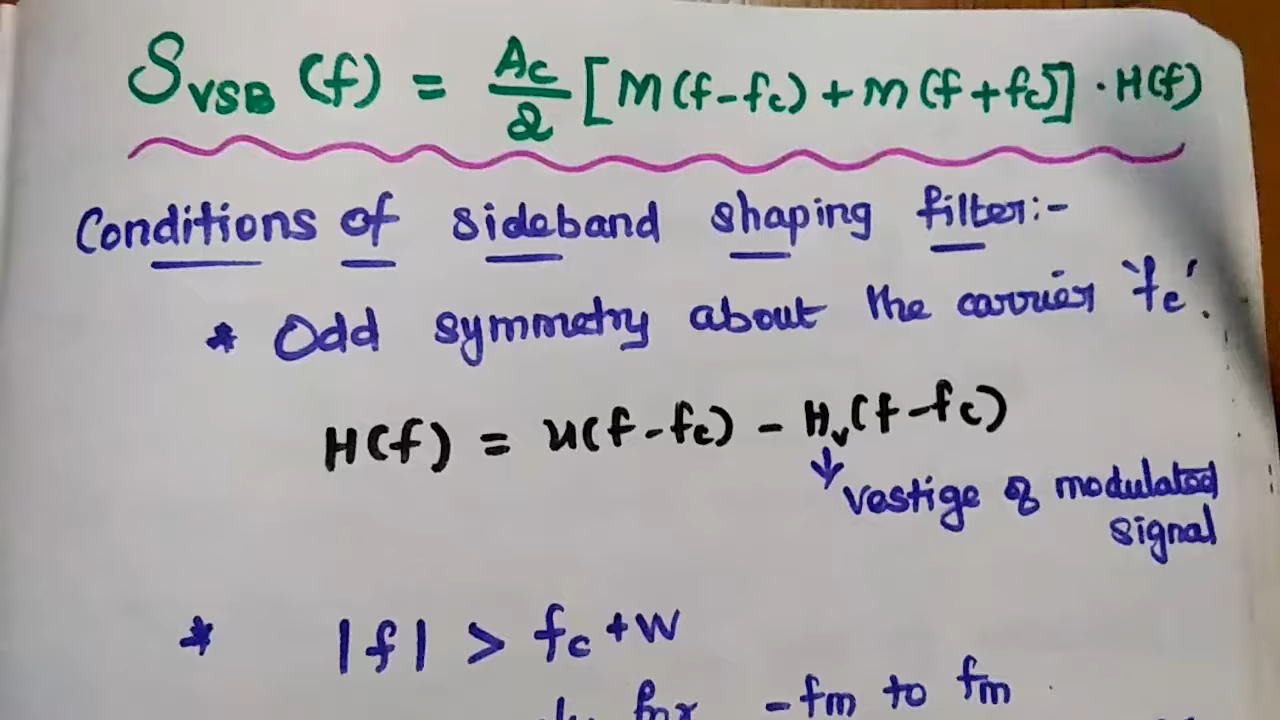 S_VSB (f) = Ac/2 [M(f-fc) + m(f+fc)] . H(f)
Conditions of sideband shaping filter:-
* Odd symmetry about the carrier 'fc'.
H(f) = u(f-fc) - Hv(f-fc)
↓ vestige of modulated
signal
* |f| > fc+W
for -fm to fm